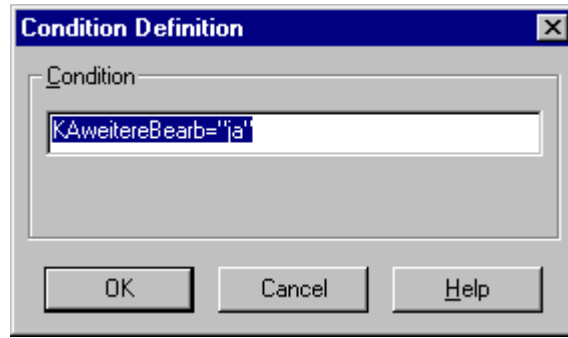 Condition Definition
Condition
KAweitereBearb="ja"
OK Cancel Help